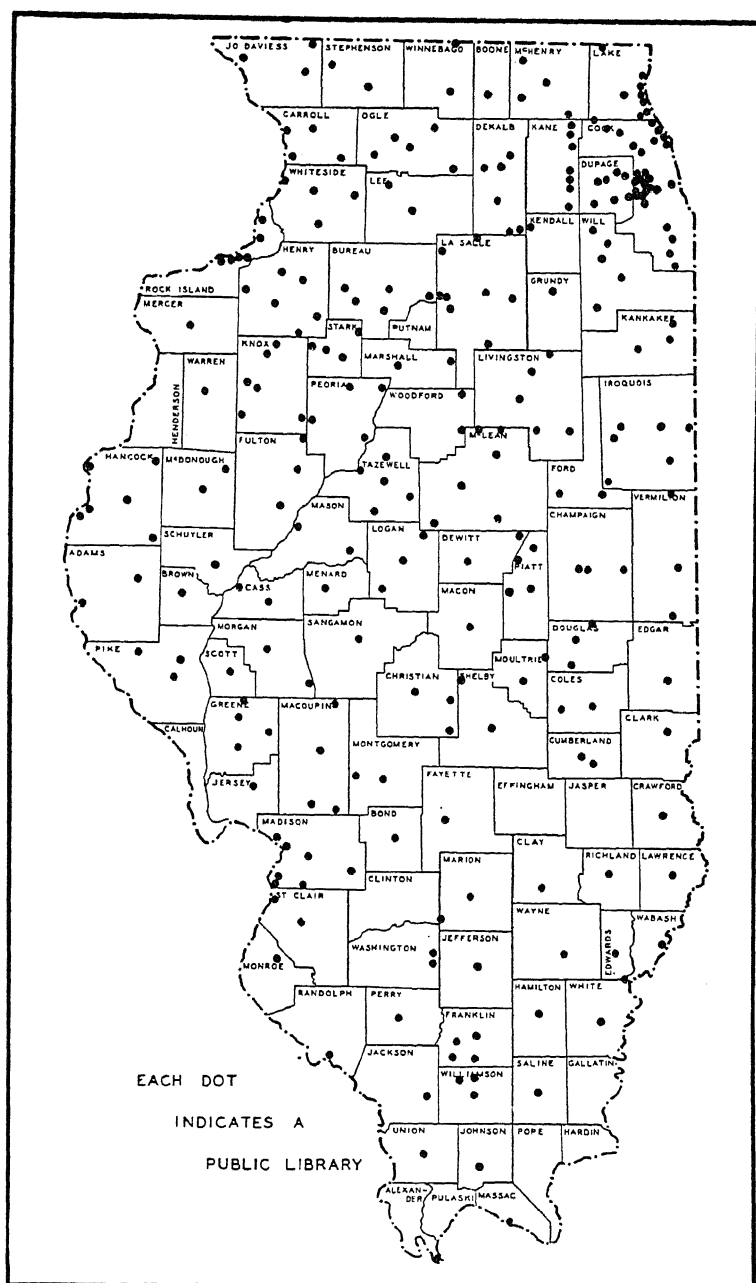 JO DAVIESS
STEPHENSON
WINNEBAGO
BOONE
McHENRY
LAKE
CARROLL
OGLE
DEKALB
KANE
COOK
DUPAGE
WHITESIDE
LEE
KENDALL
WILL
LA SALLE
HENRY
BUREAU
GRUNDY
ROCK ISLAND
MERCER
PUTNAM
STARK
KANKAKEE
KNOX
MARSHALL
LIVINGSTON
WARREN
HENDERSON
PEORIA
WOODFORD
IROQUOIS
FULTON
McLEAN
HANCOCK
McDONOUGH
TAZEWELL
FORD
VERMILION
MASON
CHAMPAIGN
SCHUYLER
LOGAN
DEWITT
ADAMS
BROWN
CASS
MENARD
PIATT
MACON
MORGAN
SANGAMON
DOUGLAS
EDGAR
PIKE
SCOTT
MOULTRIE
CHRISTIAN
SHELBY
COLES
GREENE
MACOUPIN
CLARK
CALHOUN
MONTGOMERY
CUMBERLAND
JERSEY
FAYETTE
EFFINGHAM
JASPER
CRAWFORD
MADISON
BOND
CLAY
MARION
RICHLAND
LAWRENCE
CLINTON
ST CLAIR
WAYNE
WABASH
EDWARDS
WASHINGTON
JEFFERSON
MONROE
HAMILTON
WHITE
RANDOLPH
PERRY
FRANKLIN
JACKSON
WILLIAMSON
SALINE
GALLATIN
EACH DOT
INDICATES A
PUBLIC LIBRARY
UNION
JOHNSON
POPE
HARDIN
ALEXAN-
DER
PULASKI
MASSAC